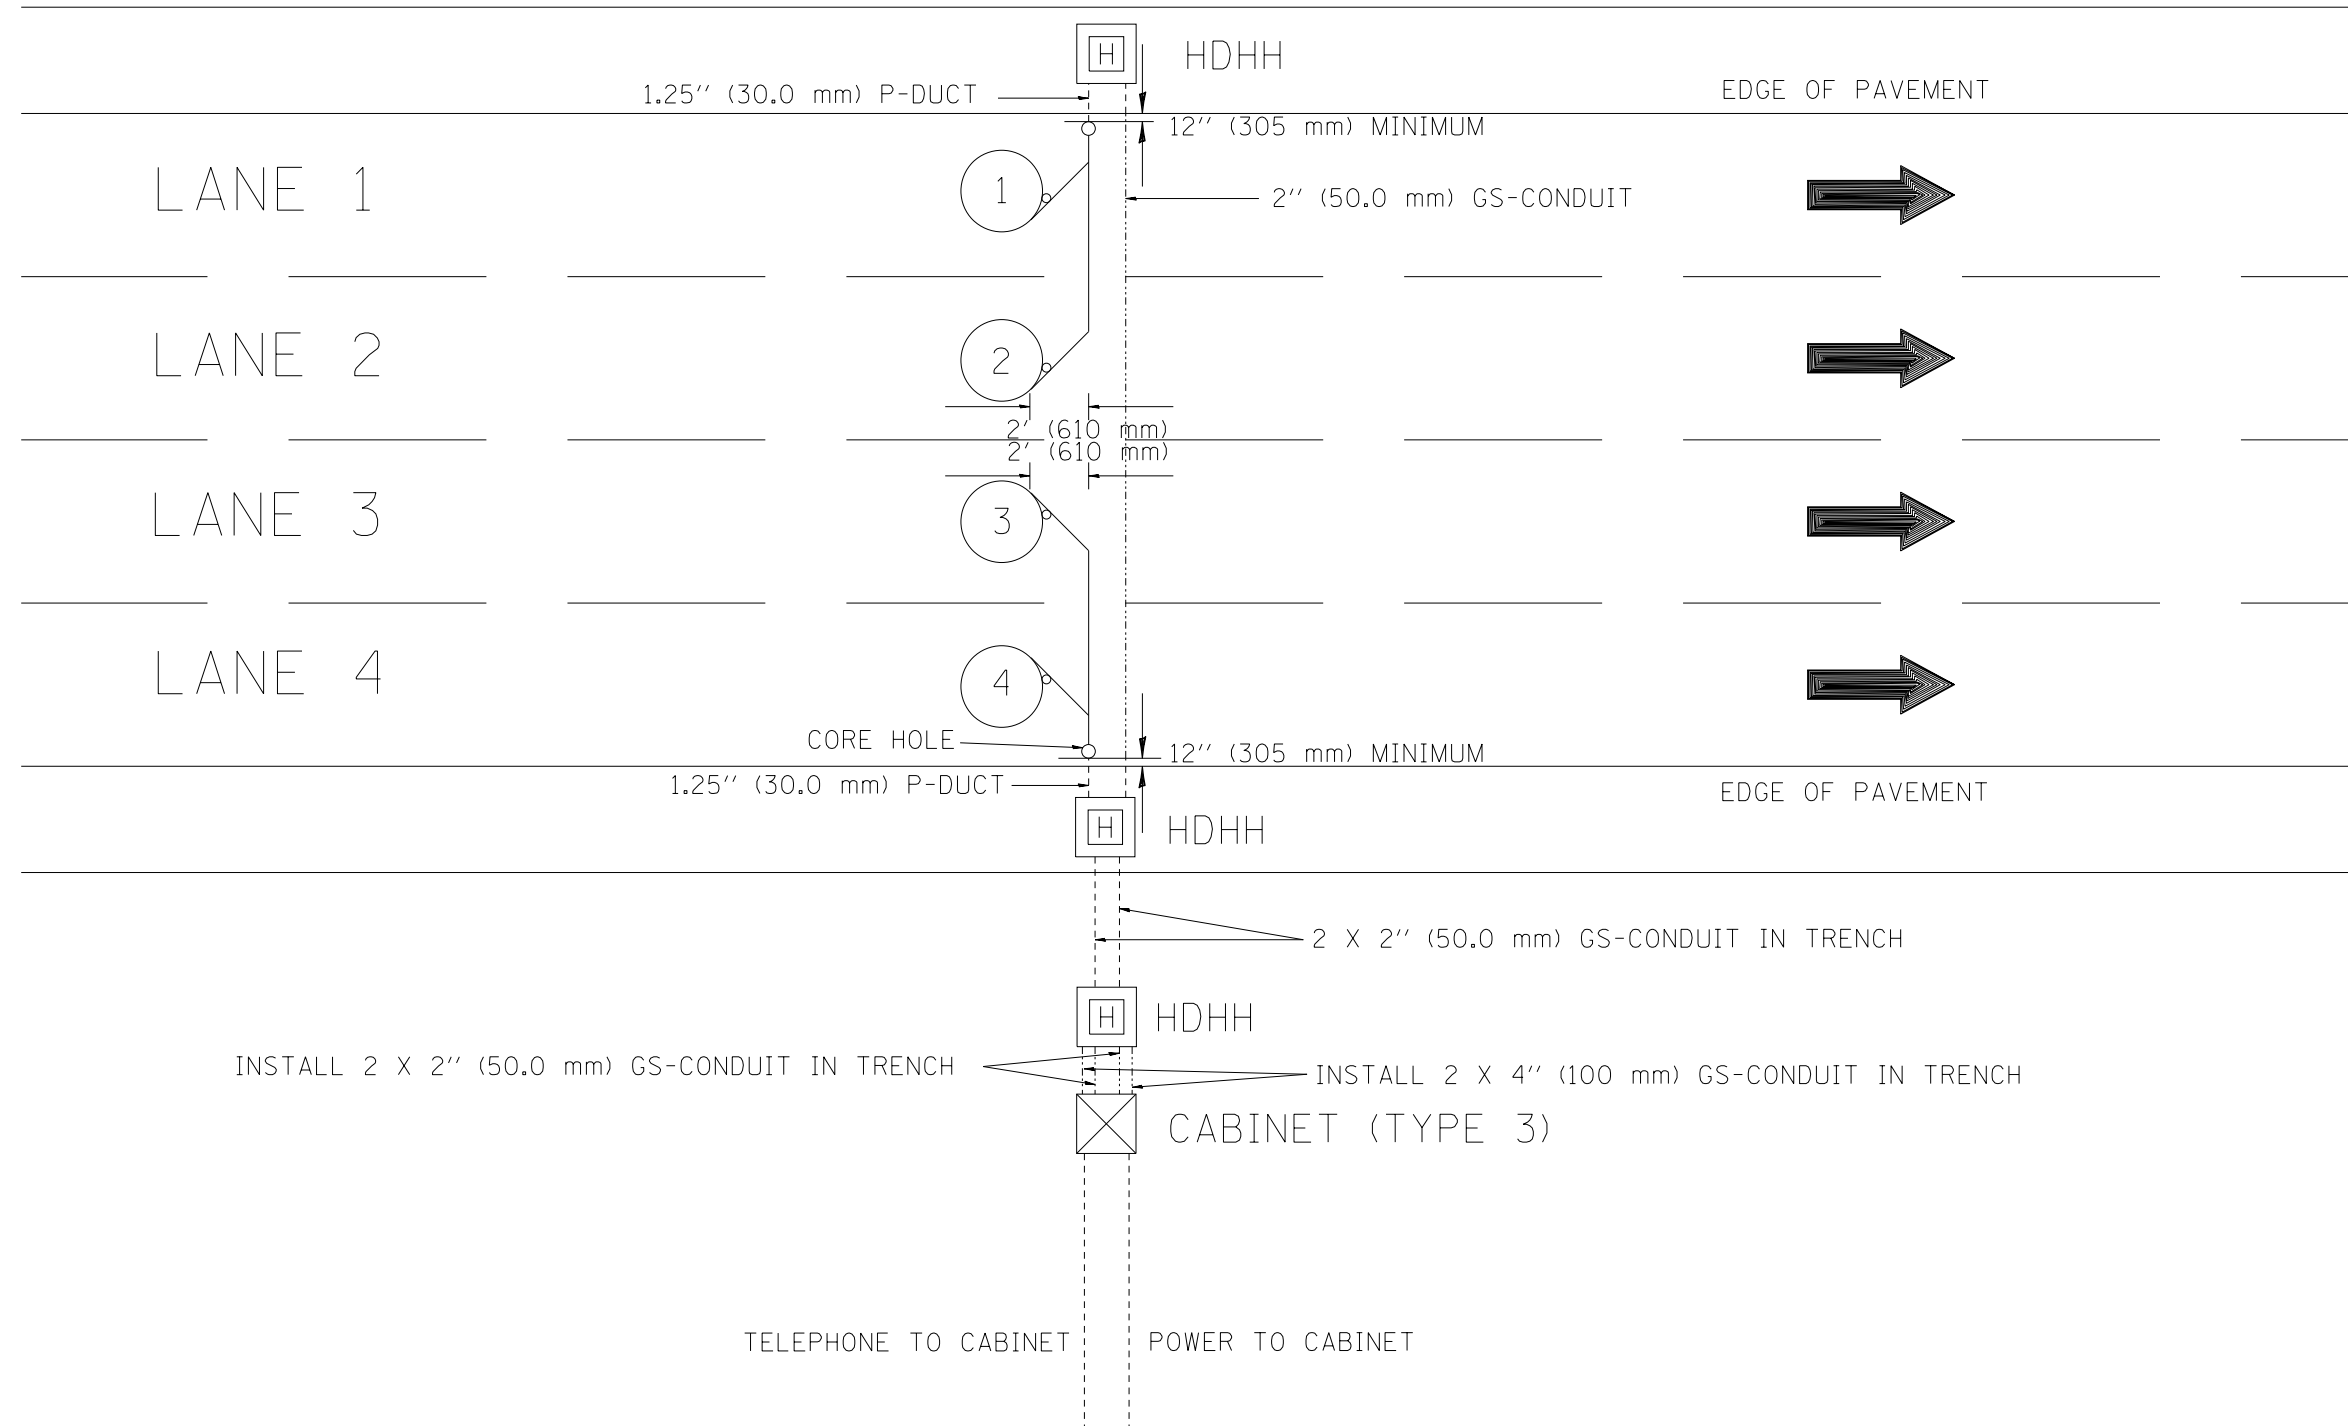 H HDHH
1.25'' (30.0 mm) P-DUCT
EDGE OF PAVEMENT
12'' (305 mm) MINIMUM
LANE 1
1
2'' (50.0 mm) GS-CONDUIT
LANE 2
2
2' (610 mm)
2' (610 mm)
LANE 3
3
LANE 4
4
CORE HOLE
12'' (305 mm) MINIMUM
1.25'' (30.0 mm) P-DUCT
EDGE OF PAVEMENT
H HDHH
2 X 2'' (50.0 mm) GS-CONDUIT IN TRENCH
H HDHH
INSTALL 2 X 2'' (50.0 mm) GS-CONDUIT IN TRENCH
INSTALL 2 X 4'' (100 mm) GS-CONDUIT IN TRENCH
CABINET (TYPE 3)
TELEPHONE TO CABINET
POWER TO CABINET